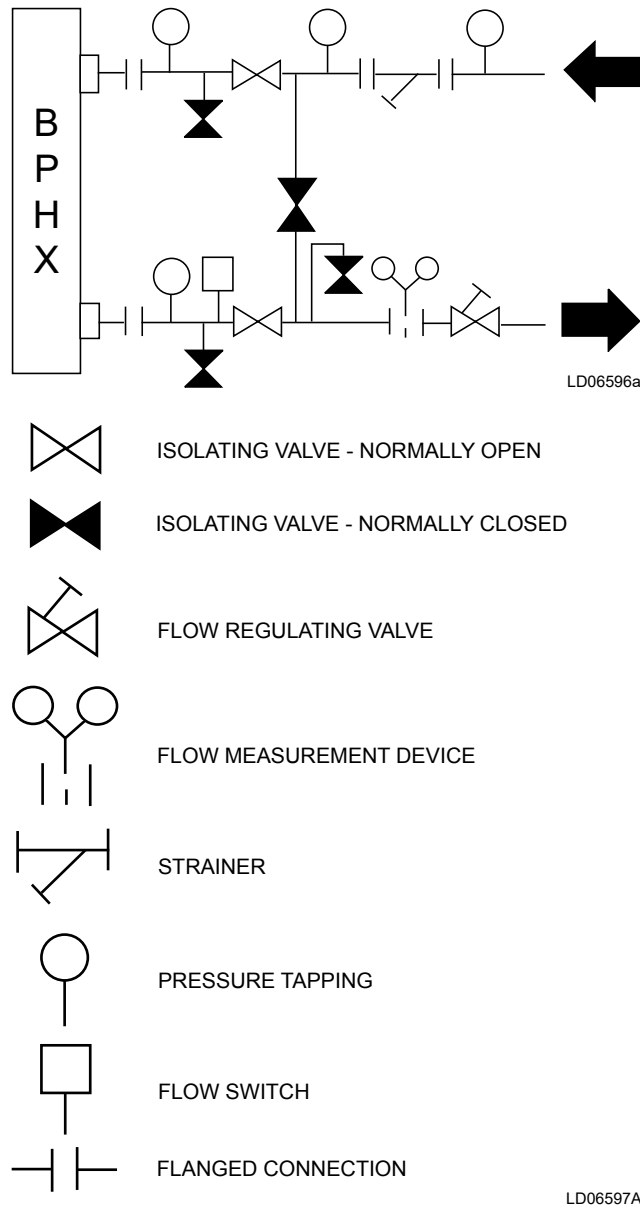 B
P
H
X
LD06596a
ISOLATING VALVE - NORMALLY OPEN
ISOLATING VALVE - NORMALLY CLOSED
FLOW REGULATING VALVE
FLOW MEASUREMENT DEVICE
STRAINER
PRESSURE TAPPING
FLOW SWITCH
FLANGED CONNECTION
LD06597A